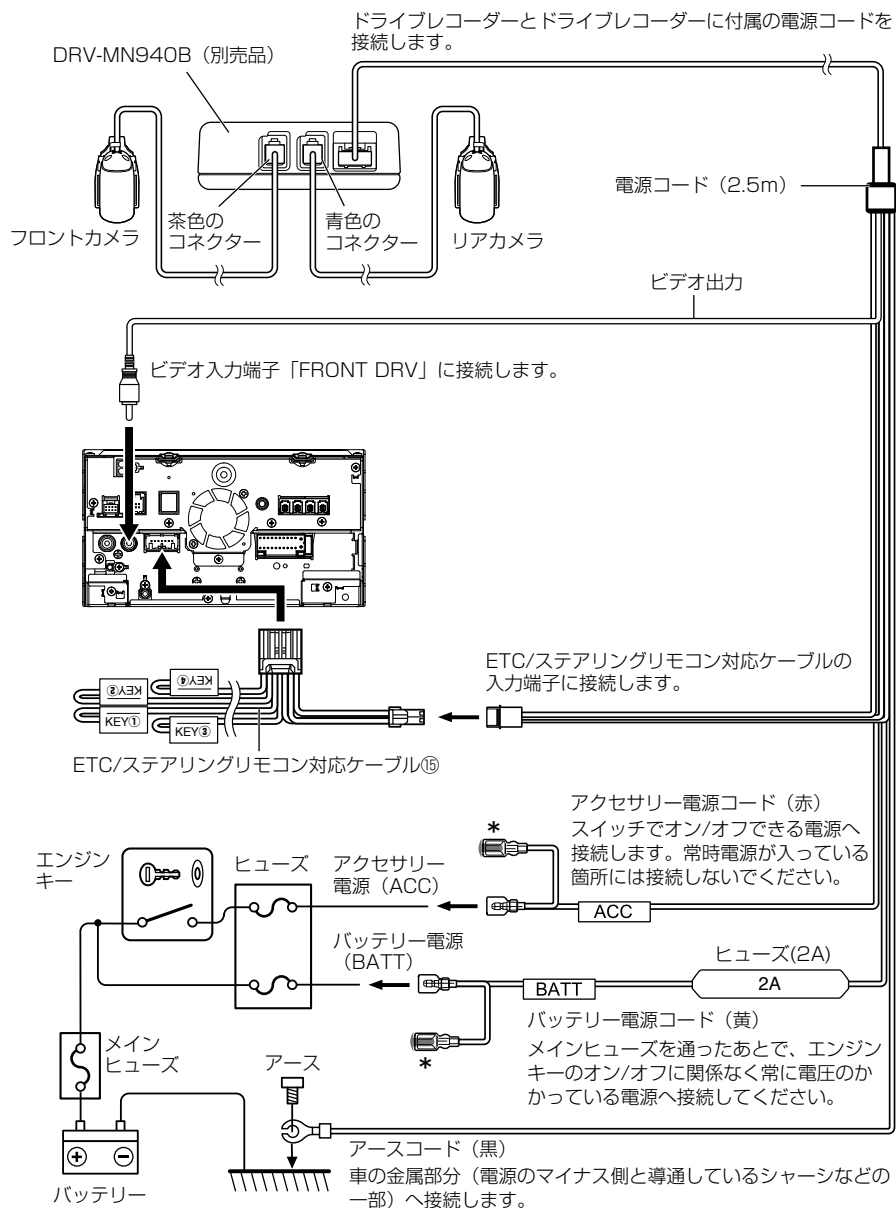 ドライブレコーダーとドライブレコーダーに付属の電源コードを
接続します。
DRV-MN940B（別売品）
電源コード（2.5m）
茶色の
コネクター
青色の
コネクター
フロントカメラ
リアカメラ
ビデオ出力
ビデオ入力端子「FRONT DRV」に接続します。
ETC/ステアリングリモコン対応ケーブルの
入力端子に接続します。
KEY②
KEY④
KEY①
KEY③
ETC/ステアリングリモコン対応ケーブル⑮
アクセサリー電源コード（赤）
スイッチでオン/オフできる電源へ
接続します。常時電源が入っている
箇所には接続しないでください。
*
エンジン
キー
ヒューズ
アクセサリー
電源（ACC）
ACC
バッテリー電源
（BATT）
ヒューズ(2A)
BATT
2A
バッテリー電源コード（黄）
*
メインヒューズを通ったあとで、エンジン
キーのオン/オフに関係なく常に電圧のか
かっている電源へ接続してください。
メイン
ヒューズ
アース
アースコード（黒）
車の金属部分（電源のマイナス側と導通しているシャーシなどの
一部）へ接続します。
+
−
バッテリー